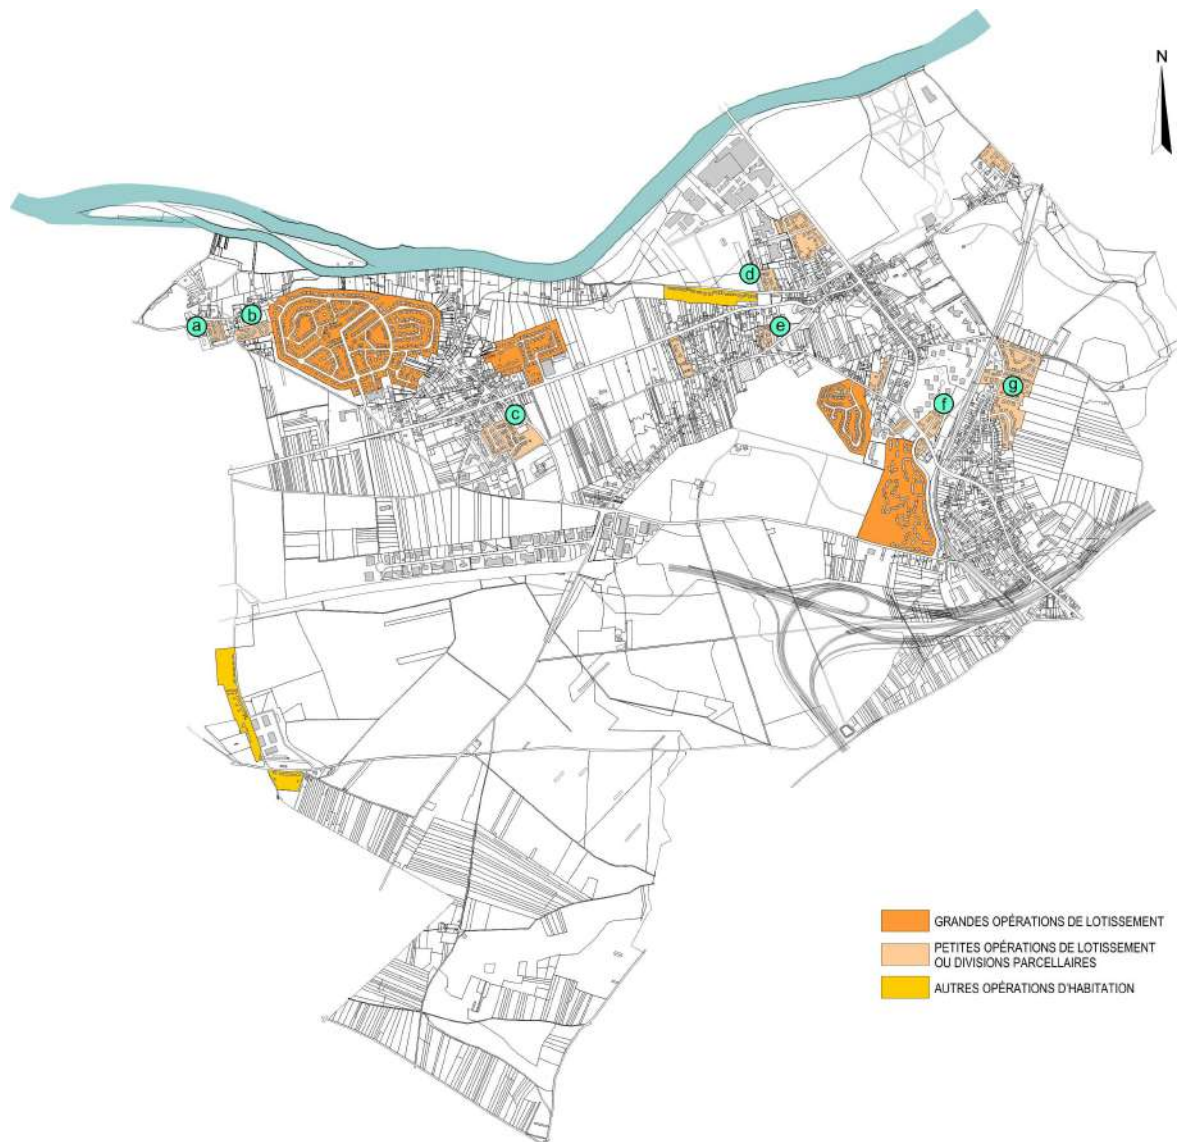 N
d
b
a
e
g
f
c
GRANDES OPÉRATIONS DE LOTISSEMENT
PETITES OPÉRATIONS DE LOTISSEMENT
OU DIVISIONS PARCELLAIRES
AUTRES OPÉRATIONS D'HABITATION